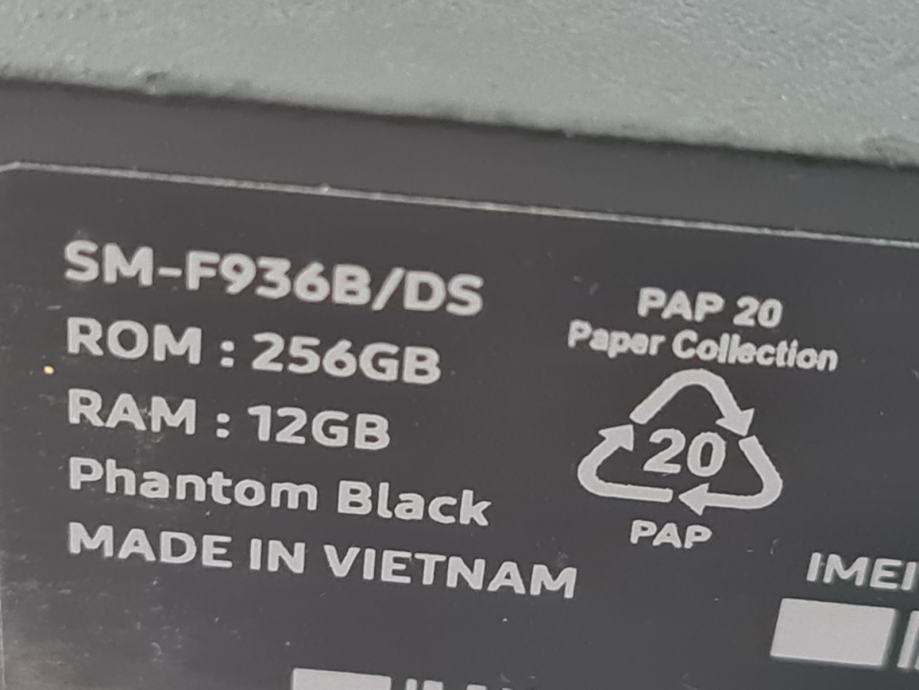 SM-F936B/DS
ROM : 256GB
RAM : 12GB
Phantom Black
MADE IN VIETNAM
PAP 20
Paper Collection
20
PAP
IMEI